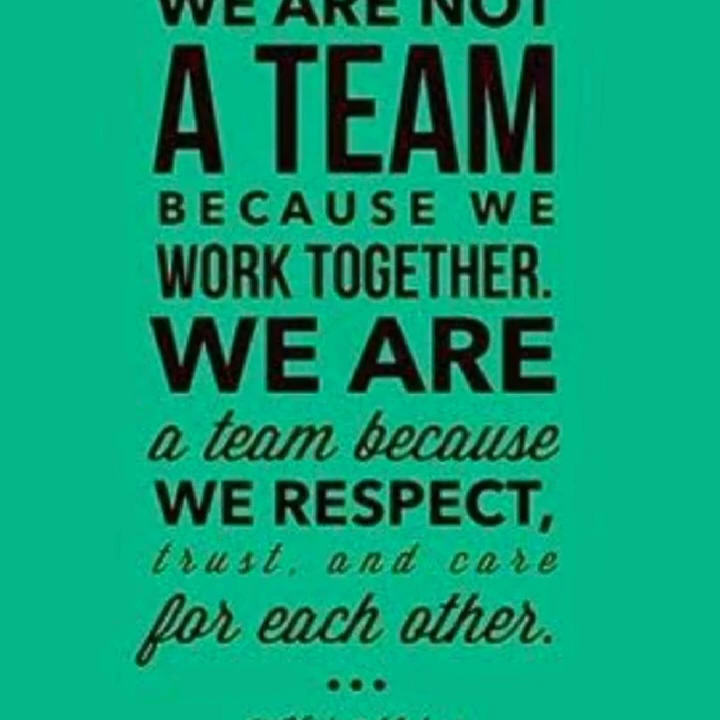 WE ARE NOT
A TEAM
BECAUSE WE
WORK TOGETHER.
WE ARE
a team because
WE RESPECT,
trust, and care
for each other.
...